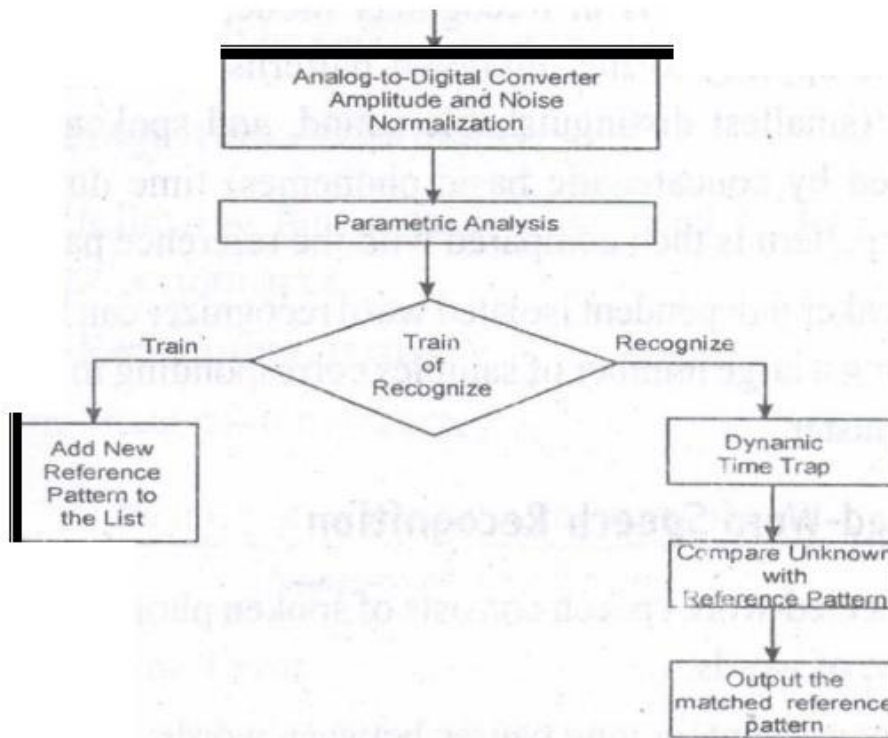 Analog-to-Digital Converter
Amplitude and Noise
Normalization
Parametric Analysis
Train
Train
of
Recognize
Recognize
Add New
Reference
Pattern to
the List
Dynamic
Time Trap
Compare Unknown
with
Reference Pattern
Output the
matched reference
pattern